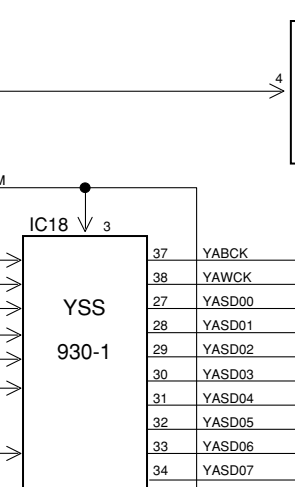 4
M
IC18 3
37 YABCK
38 YAWCK
YSS
27 YASD00
28 YASD01
930-1
29 YASD02
30 YASD03
31 YASD04
32 YASD05
33 YASD06
34 YASD07